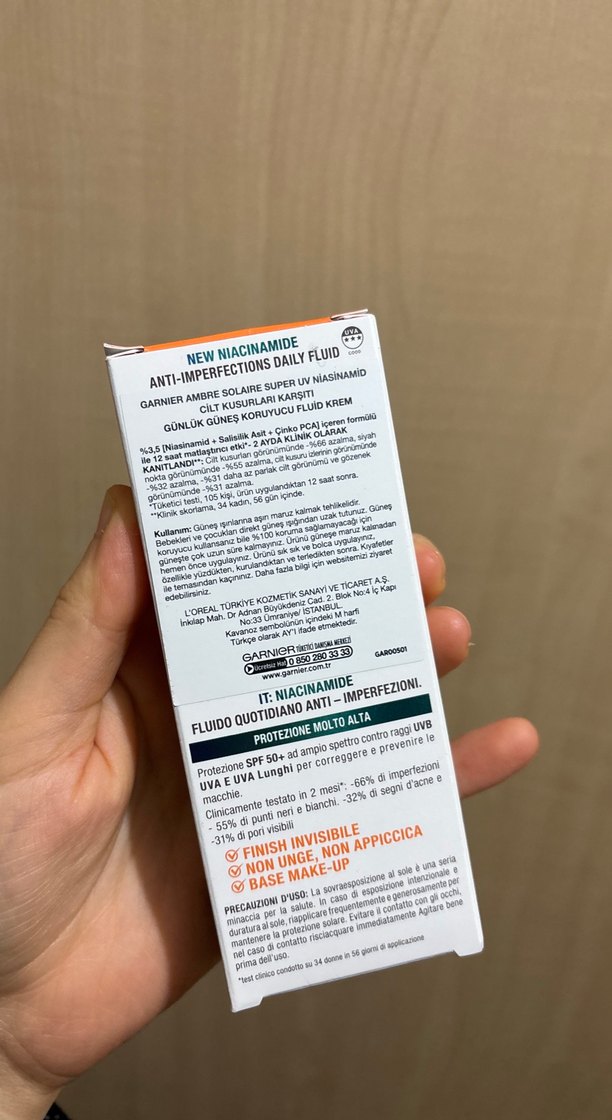 NEW NIACINAMIDE
ANTI-IMPERFECTIONS DAILY FLUID
UVA
GOOD
GARNIER AMBRE SOLAIRE SUPER UV NİASİNAMİD
CİLT KUSURLARI KARŞITI
GÜNLÜK GÜNEŞ KORUYUCU FLUID KREM
%3,5 [Niasinamid + Salisilik Asit + Çinko PCA] içeren formülü
ile 12 saat matlaştırıcı etki*- 2 AYDA KLİNİK OLARAK
KANITLANDI**: Cilt kusurları görünümünde -%66 azalma, siyah
nokta görünümünde -%55 azalma, cilt kusuru izlerinin görünümünde
-%32 azalma, -%31 daha az parlak cilt görünümü ve gözenek
görünümünde -%31 azalma.
*Tüketici testi, 105 kişi, ürün uygulandıktan 12 saat sonra.
**Klinik skorlama, 34 kadın, 56 gün içinde.
Kullanım: Güneş ışınlarına aşırı maruz kalmak tehlikelidir.
Bebekleri ve çocukları direkt güneş ışığından uzak tutunuz. Güneş
koruyucu kullansanız bile %100 koruma sağlamayacağı için
güneşte çok uzun süre kalmayınız. Ürünü güneşe maruz kalmadan
hemen önce uygulayınız. Ürünü sık sık ve bolca uygulayınız,
özellikle yüzdükten, kurulandıktan ve terledikten sonra. Kıyafetler
ile temasından kaçınınız. Daha fazla bilgi için websitemizi ziyaret
edebilirsiniz.
L'OREAL TÜRKİYE KOZMETİK SANAYİ VE TİCARET A.Ş.
İnkılap Mah. Dr Adnan Büyükdeniz Cad. 2. Blok No:4 İç Kapı
No:33 Ümraniye/ İSTANBUL.
Kavanoz sembolünün içindeki M harfi
Türkçe olarak AY'I ifade etmektedir.
GARNIER TÜKETİCİ DANIŞMA MERKEZİ
Ücretsiz Hat 0 850 280 33 33
www.garnier.com.tr
GAR00501
IT: NIACINAMIDE
FLUIDO QUOTIDIANO ANTI – IMPERFEZIONI.
PROTEZIONE MOLTO ALTA
Protezione SPF 50+ ad ampio spettro contro raggi UVB
UVA E UVA Lunghi per correggere e prevenire le
macchie.
Clinicamente testato in 2 mesi*: -66% di imperfezioni
- 55% di punti neri e bianchi. -32% di segni d'acne e
-31% di pori visibili
FINISH INVISIBILE
NON UNGE, NON APPICCICA
BASE MAKE-UP
PRECAUZIONI D'USO: La sovraesposizione al sole è una seria
minaccia per la salute. In caso di esposizione intenzionale e
duratura al sole, riapplicare frequentemente e generosamente per
mantenere la protezione solare. Evitare il contatto con gli occhi,
nel caso di contatto risciacquare immediatamente Agitare bene
prima dell'uso.
*test clinico condotto su 34 donne in 56 giorni di applicazione